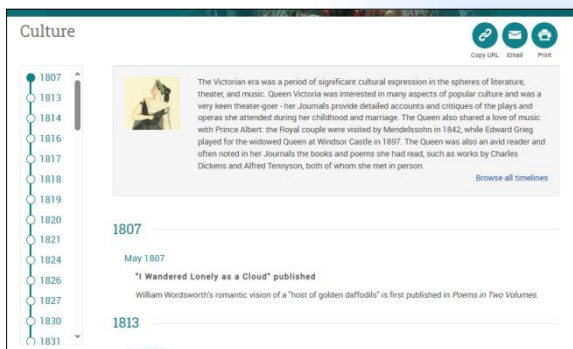 Culture
Copy URL Email Print
1807
1813
1814
1816
1817
1818
1819
1820
1821
1824
1826
1827
1830
1831
The Victorian era was a period of significant cultural expression in the spheres of literature,
theater, and music. Queen Victoria was interested in many aspects of popular culture and was a
very keen theater-goer - her Journals provide detailed accounts and critiques of the plays and
operas she attended during her childhood and marriage. The Queen also shared a love of music
with Prince Albert: the Royal couple were visited by Mendelssohn in 1842, while Edward Grieg
played for the widowed Queen at Windsor Castle in 1897. The Queen was also an avid reader and
often noted in her Journals the books and poems she had read, such as works by Charles
Dickens and Alfred Tennyson, both of whom she met in person.
Browse all timelines
1807
May 1807
"I Wandered Lonely as a Cloud" published
William Wordsworth's romantic vision of a "host of golden daffodils" is first published in Poems in Two Volumes.
1813